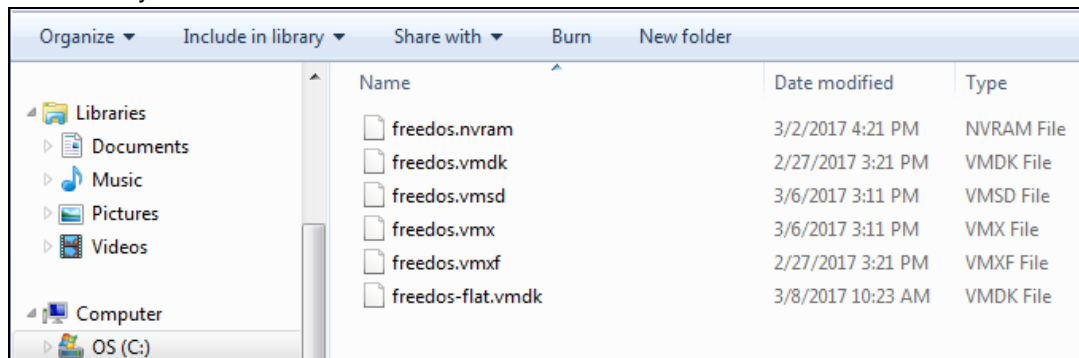 Organize Include in library Share with Burn New folder
Name Date modified Type
Libraries
Documents
Music
Pictures
Videos
Computer
OS (C:)
freedos.nvram 3/2/2017 4:21 PM NVRAM File
freedos.vmdk 2/27/2017 3:21 PM VMDK File
freedos.vmsd 3/6/2017 3:11 PM VMSD File
freedos.vmx 3/6/2017 3:11 PM VMX File
freedos.vmxf 2/27/2017 3:21 PM VMXF File
freedos-flat.vmdk 3/8/2017 10:23 AM VMDK File